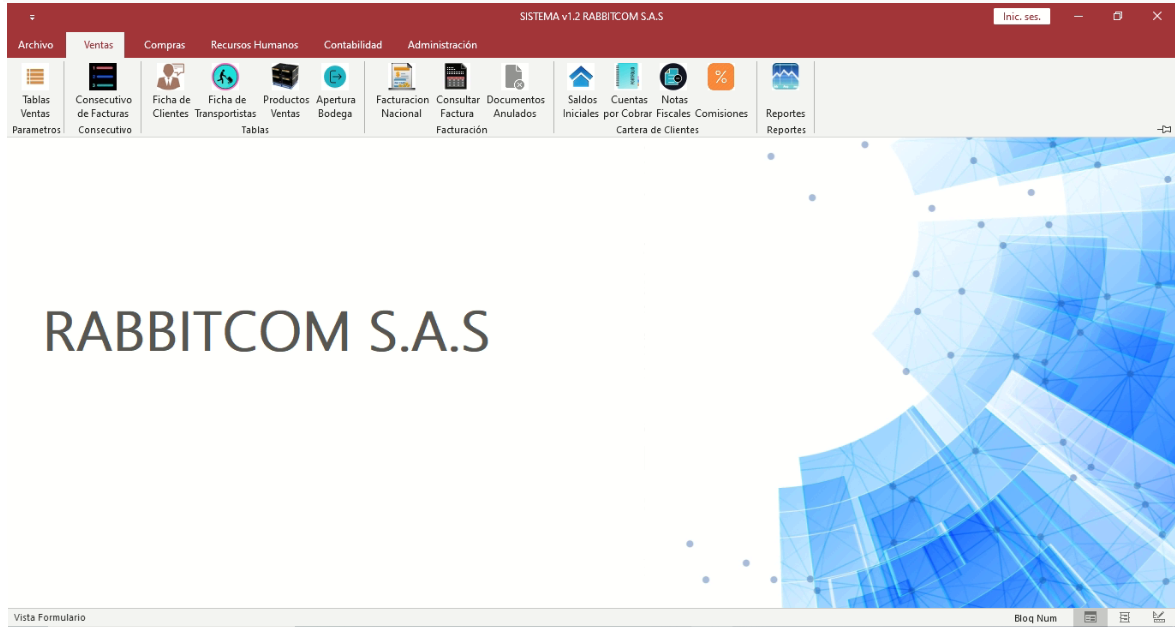 SISTEMA v1.2 RABBITCOM S.A.S
Inic. ses.
Archivo Ventas Compras Recursos Humanos Contabilidad Administración
Tablas Ventas
Parametros
Consecutivo de Facturas
Consecutivo
Ficha de Clientes
Ficha de Transportistas
Productos Ventas
Apertura Bodega
Tablas
Facturacion Nacional
Consultar Factura
Documentos Anulados
Facturación
Saldos Iniciales
Cuentas por Cobrar
Notas Fiscales
%
Comisiones
Cartera de Clientes
Reportes
Reportes
RABBITCOM S.A.S
Vista Formulario
Bloq Num